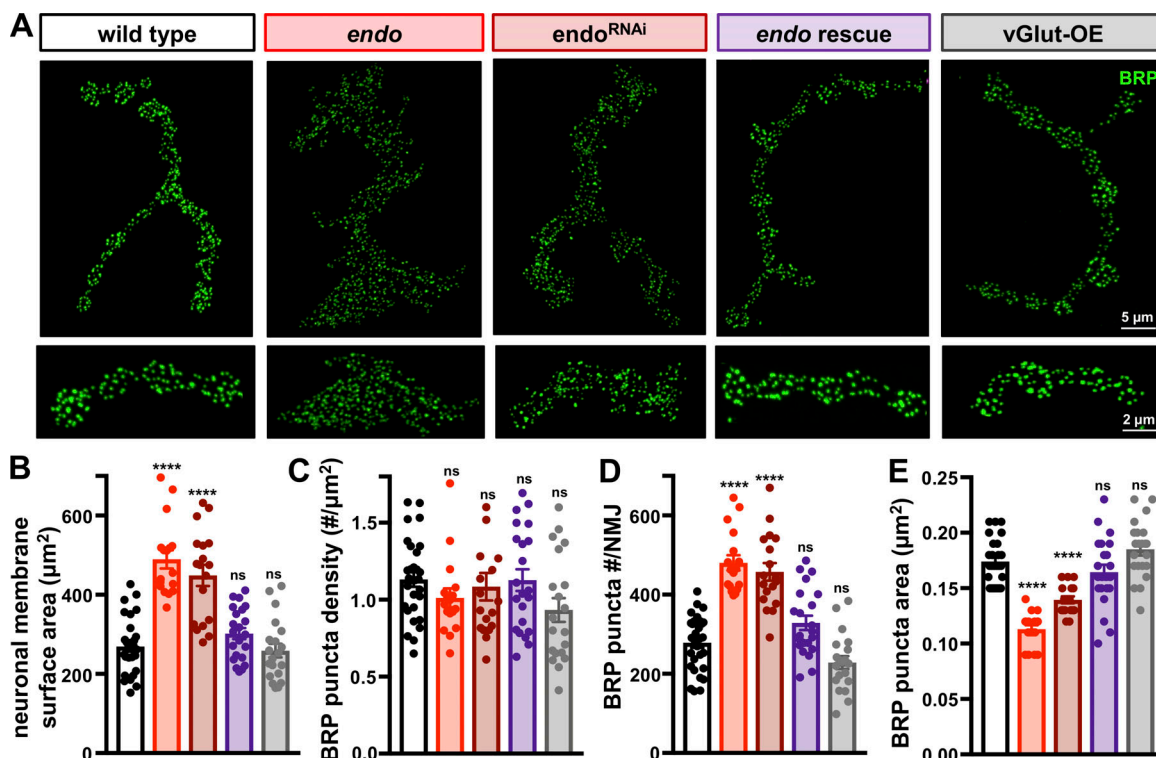 A
wild type
endo
endoRNAi
endo rescue
vGlut-OE
BRP
5 µm
2 µm
B
neuronal membrane
surface area (µm²)
600
400
200
0
****
****
ns
ns
C
BRP puncta density (#/µm²)
1.5
1.0
0.5
0.0
ns
ns
ns
ns
D
BRP puncta #/NMJ
600
400
200
0
****
****
ns
ns
E
BRP puncta area (µm²)
0.25
0.20
0.15
0.10
0.05
0.00
****
****
ns
ns